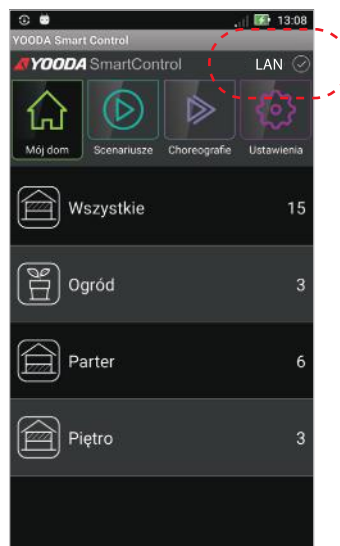 13:08
YOODA Smart Control
YOODA SmartControl LAN
Mój dom Scenariusze Choreografie Ustawienia
Wszystkie 15
Ogród 3
Parter 6
Piętro 3